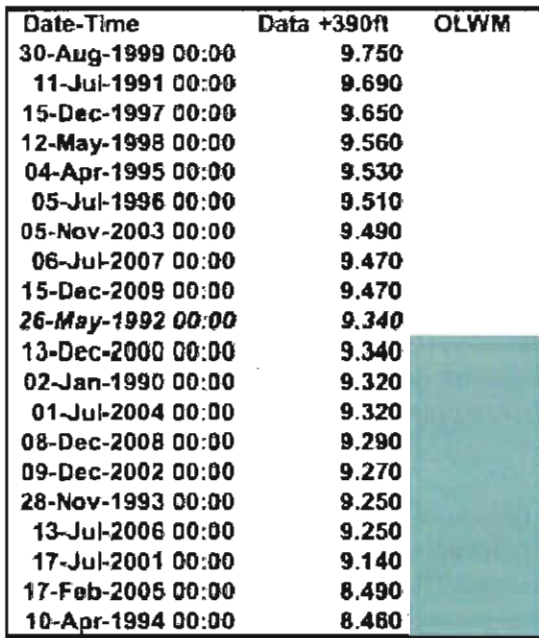 Date-Time Data +390ft OLWM
30-Aug-1999 00:00 9.750
11-Jul-1991 00:00 9.690
15-Dec-1997 00:00 9.650
12-May-1998 00:00 9.560
04-Apr-1995 00:00 9.530
05-Jul-1996 00:00 9.510
05-Nov-2003 00:00 9.490
06-Jul-2007 00:00 9.470
15-Dec-2009 00:00 9.470
26-May-1992 00:00 9.340
13-Dec-2000 00:00 9.340
02-Jan-1990 00:00 9.320
01-Jul-2004 00:00 9.320
08-Dec-2008 00:00 9.290
09-Dec-2002 00:00 9.270
28-Nov-1993 00:00 9.250
13-Jul-2006 00:00 9.250
17-Jul-2001 00:00 9.140
17-Feb-2005 00:00 8.490
10-Apr-1994 00:00 8.460